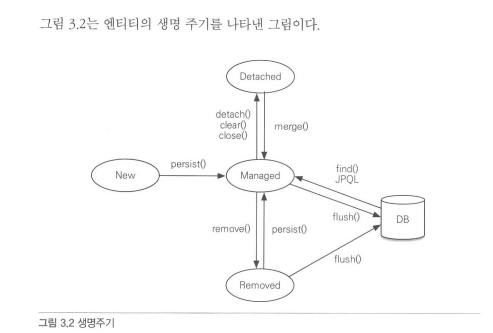 그림 3.2는 엔티티의 생명 주기를 나타낸 그림이다.
Detached
detach()
clear()
close()
merge()
New
persist()
Managed
find()
JPQL
DB
flush()
remove()
persist()
flush()
Removed
그림 3.2 생명주기